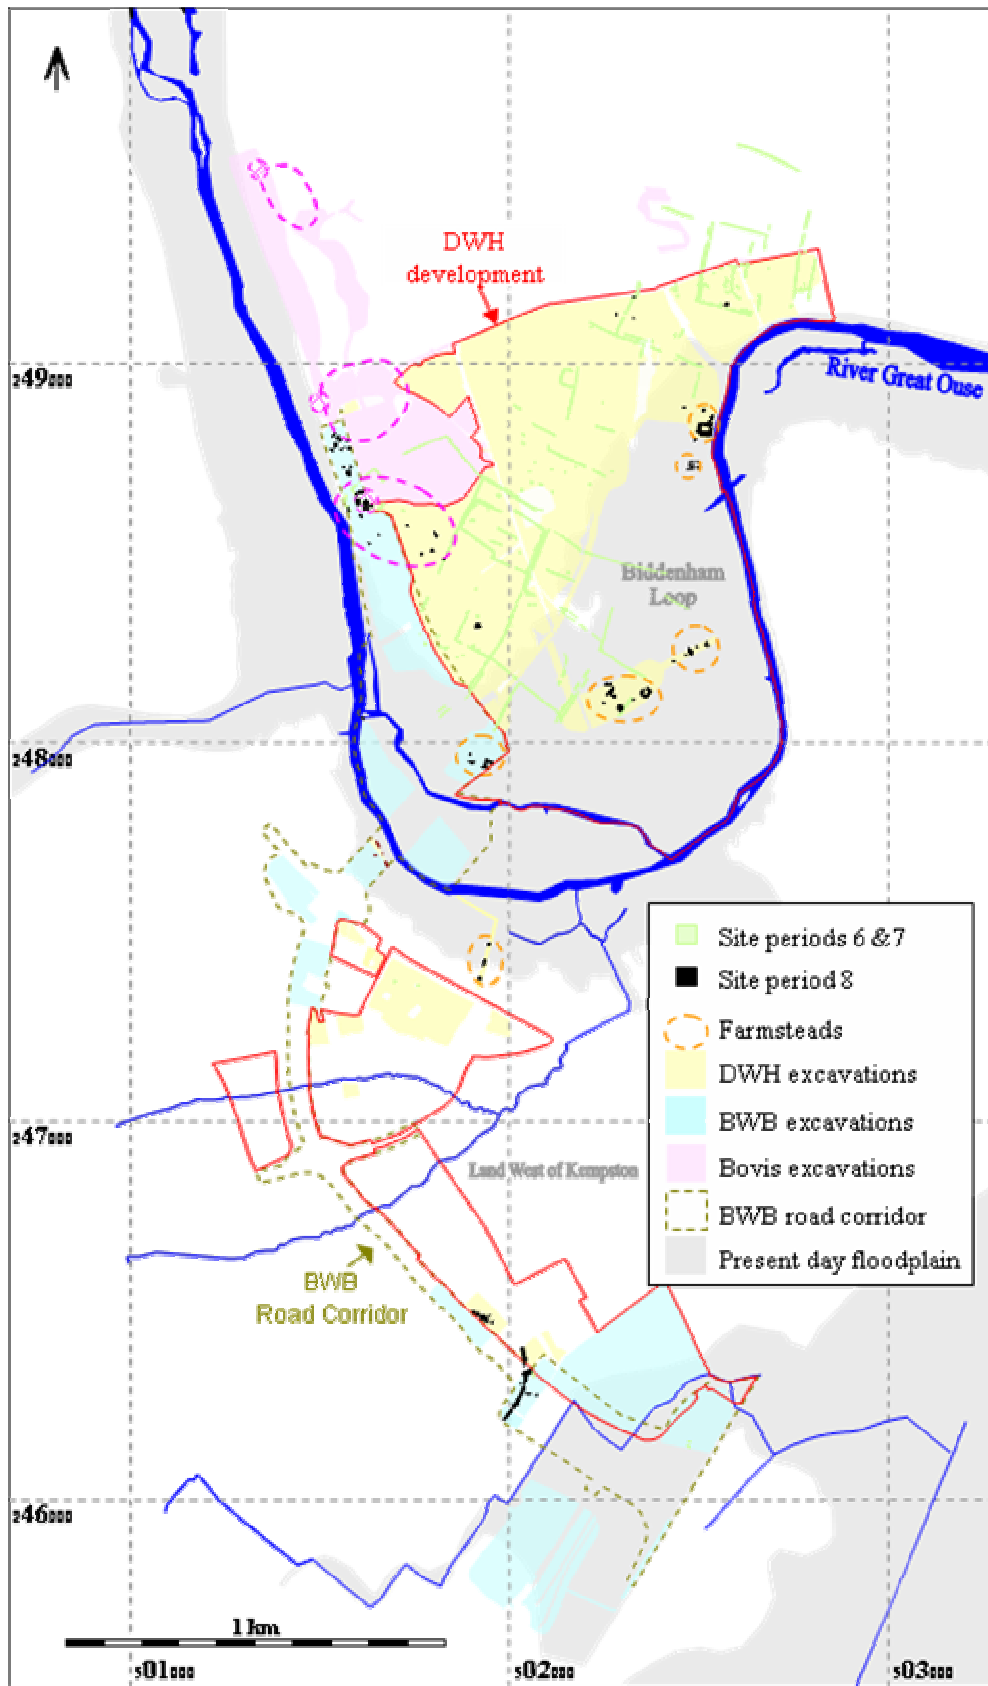 DWH
development
249000
River Great Ouse
Biddenham
Loop
248000
Site periods 6 & 7
Site period 8
Farmsteads
DWH excavations
BWB excavations
Bovis excavations
BWB road corridor
Present day floodplain
247000
Land West of Kempston
BWB
Road Corridor
246000
1 km
501000
502000
503000